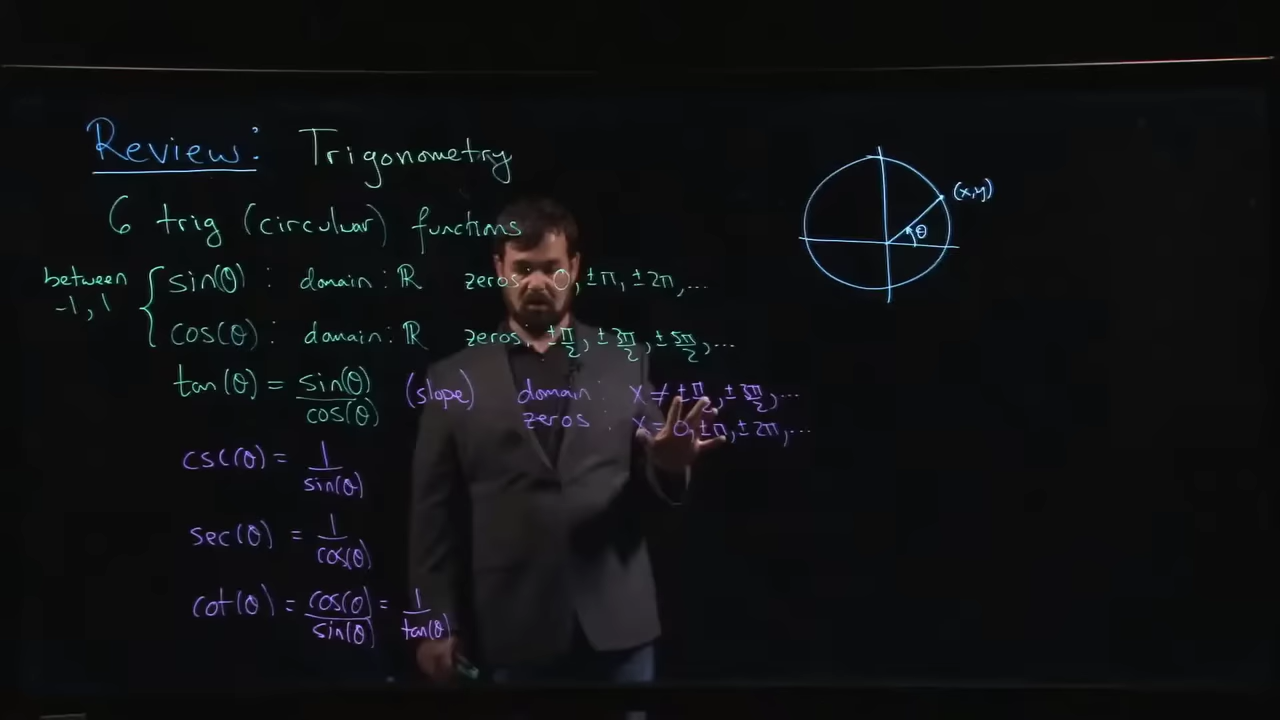 Review: Trigonometry
6 trig (circular) functions
between -1, 1
sin(θ) : domain: ℝ zeros: 0, ±π, ±2π, ...
cos(θ) : domain: ℝ zeros: ±π/2, ±3π/2, ±5π/2, ...
tan(θ) = sin(θ)/cos(θ) (slope) domain: x ≠ ±π/2, ±3π/2, ...
zeros: x = 0, ±π, ±2π, ...
csc(θ) = 1/sin(θ)
sec(θ) = 1/cos(θ)
cot(θ) = cos(θ)/sin(θ) = 1/tan(θ)
(x,y)
θ